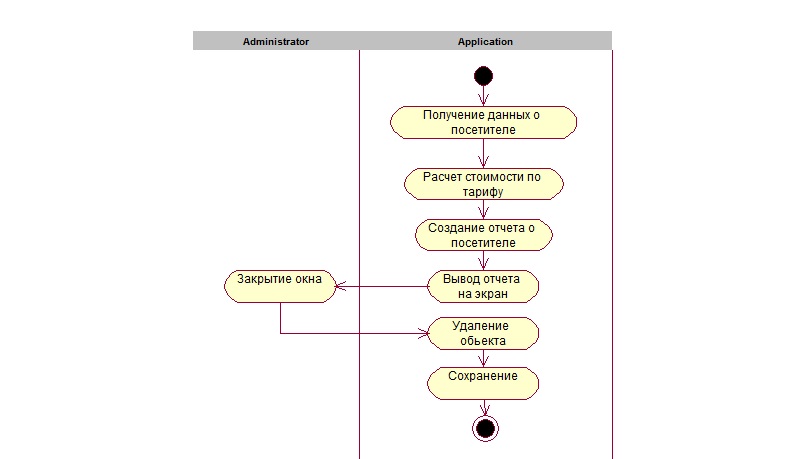 Administrator
Application
Получение данных о
посетителе
Расчет стоимости по
тарифу
Создание отчета о
посетителе
Закрытие окна
Вывод отчета
на экран
Удаление
обьекта
Сохранение